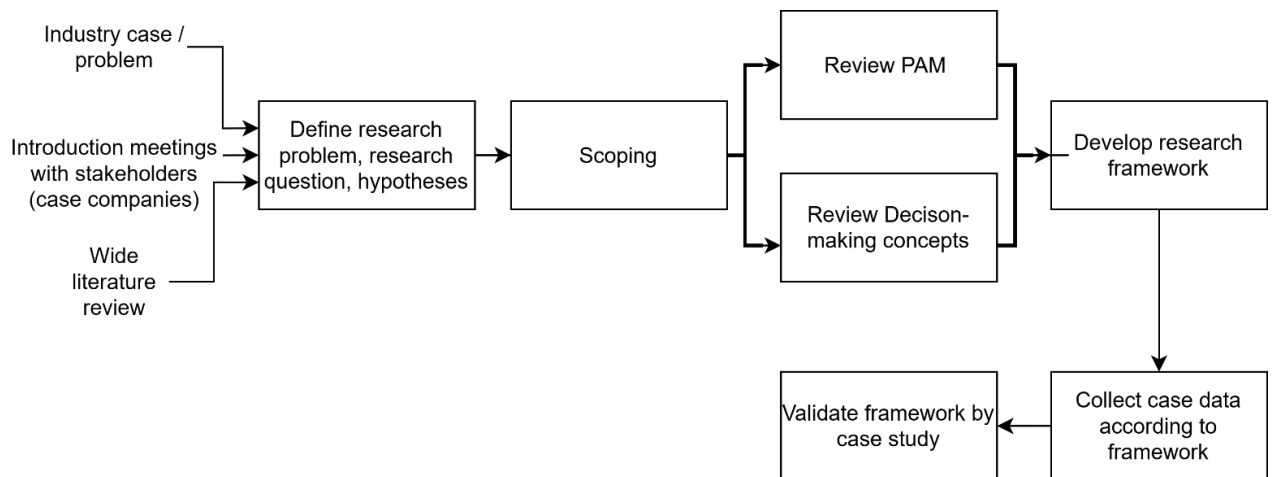 Industry case /
problem
Introduction meetings
with stakeholders
(case companies)
Wide
literature
review
Define research
problem, research
question, hypotheses
Scoping
Review PAM
Review Decison-
making concepts
Develop research
framework
Collect case data
according to
framework
Validate framework by
case study